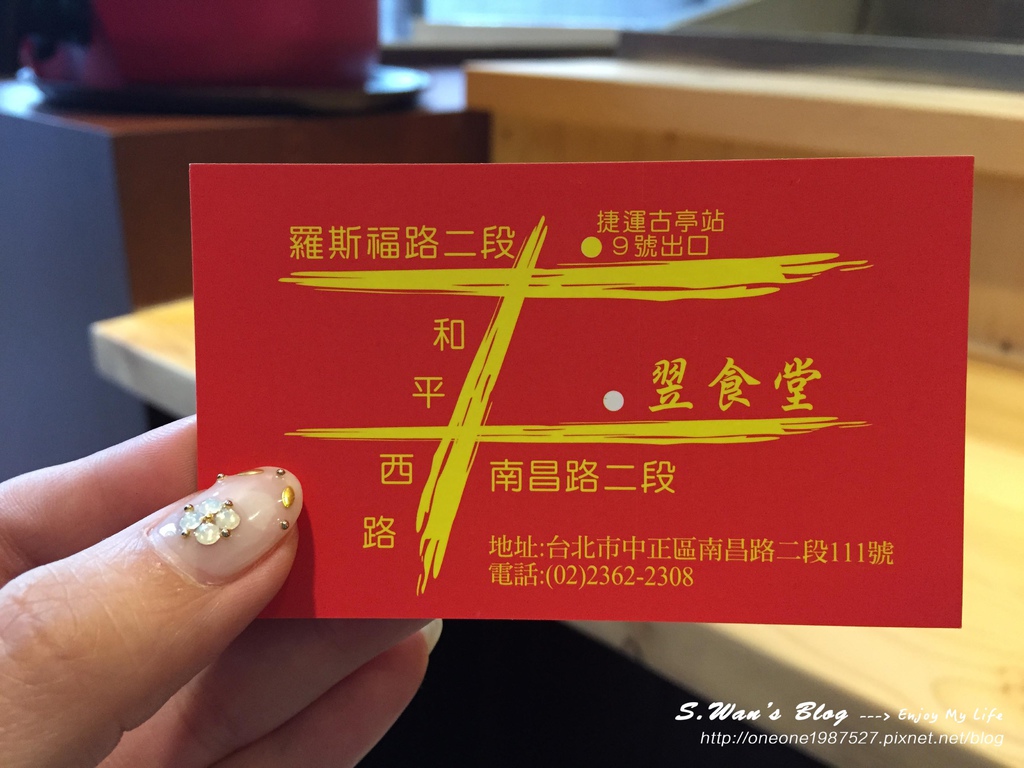 羅斯福路二段
捷運古亭站
9號出口
和
平
西
路
翌食堂
南昌路二段
地址:台北市中正區南昌路二段111號
電話:(02)2362-2308
S.Wan's Blog ---> Enjoy My Life
http://oneone1987527.pixnet.net/blog